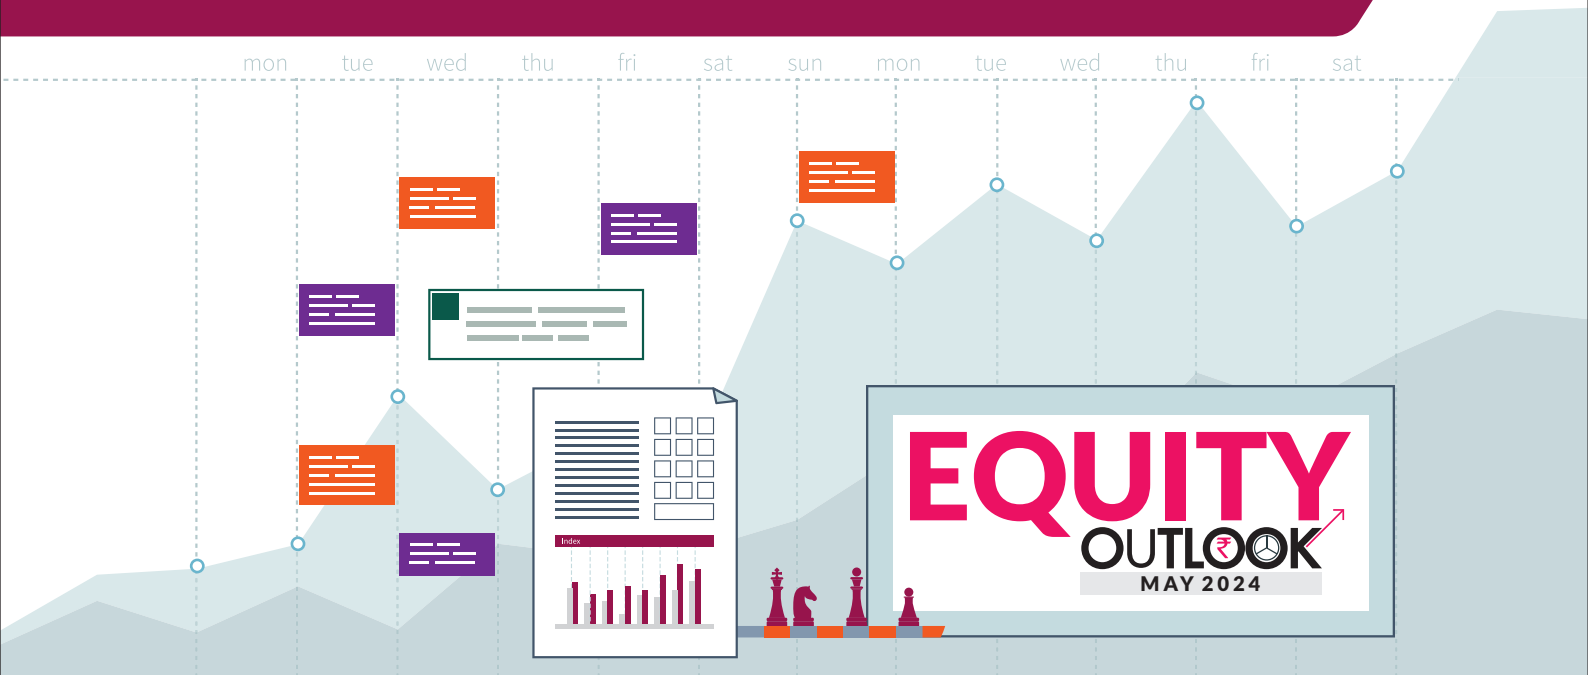 mon tue wed thu fri sat sun mon tue wed thu fri sat
Index
EQUITY
OUTLOOK
₹
MAY 2024